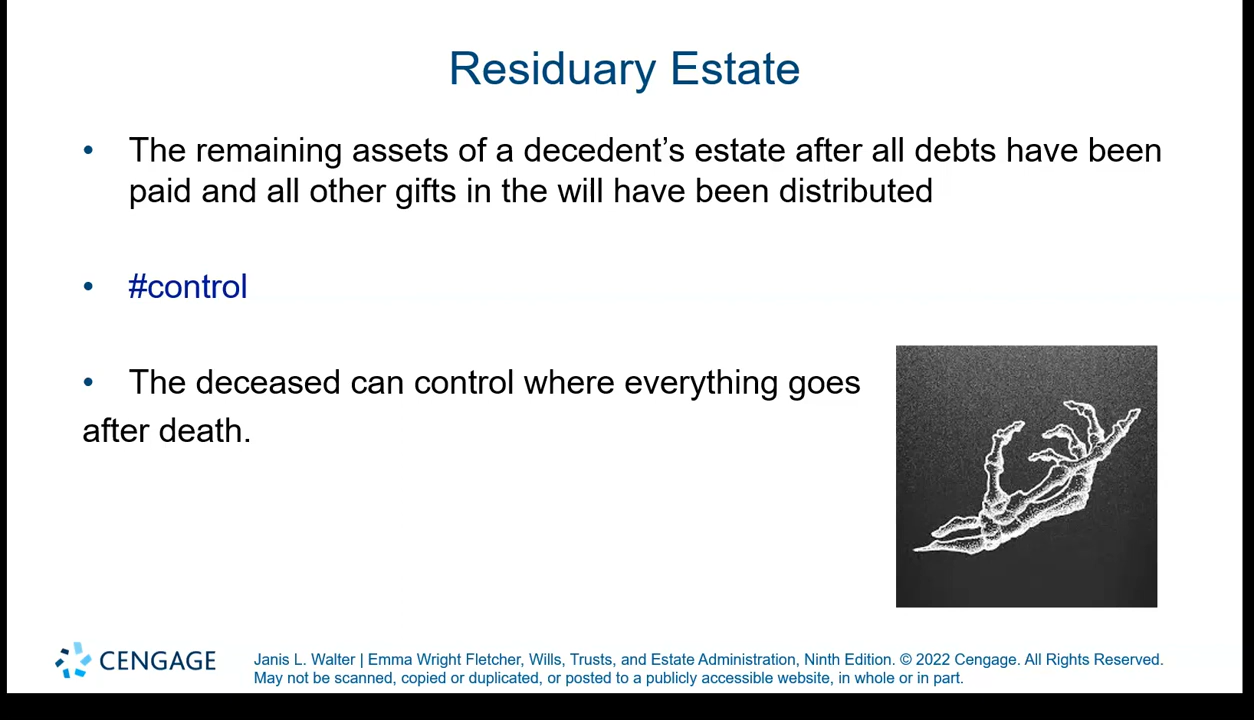 Residuary Estate
• The remaining assets of a decedent’s estate after all debts have been
paid and all other gifts in the will have been distributed
• #control
• The deceased can control where everything goes
after death.
CENGAGE
Janis L. Walter | Emma Wright Fletcher, Wills, Trusts, and Estate Administration, Ninth Edition. © 2022 Cengage. All Rights Reserved.
May not be scanned, copied or duplicated, or posted to a publicly accessible website, in whole or in part.